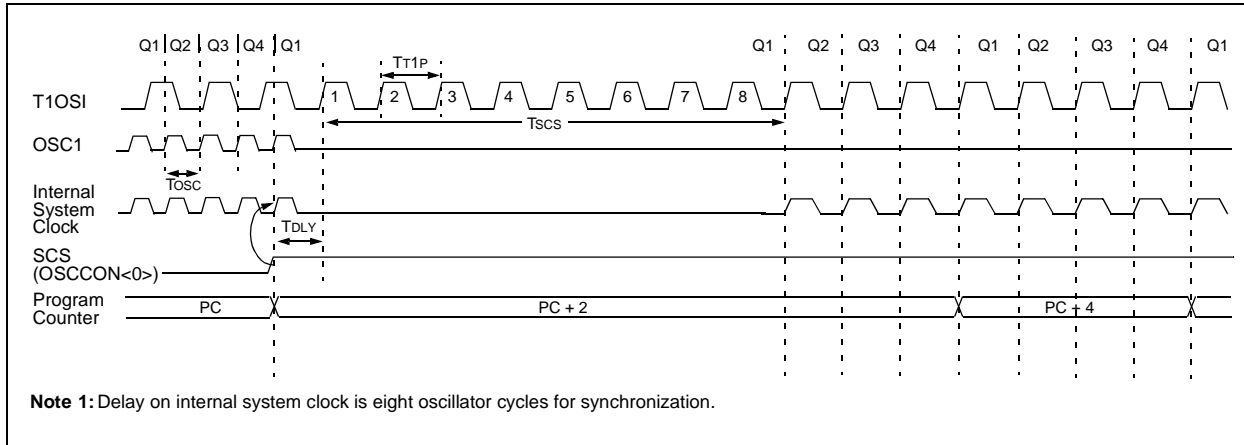 Q1 Q2 Q3 Q4 Q1 Q1 Q2 Q3 Q4 Q1 Q2 Q3 Q4 Q1
TT1P
T1OSI 1 2 3 4 5 6 7 8
TSCS
OSC1
TOSC
Internal
System
Clock
TDLY
SCS
(OSCCON<0>)
Program
Counter
PC PC + 2 PC + 4
Note 1: Delay on internal system clock is eight oscillator cycles for synchronization.